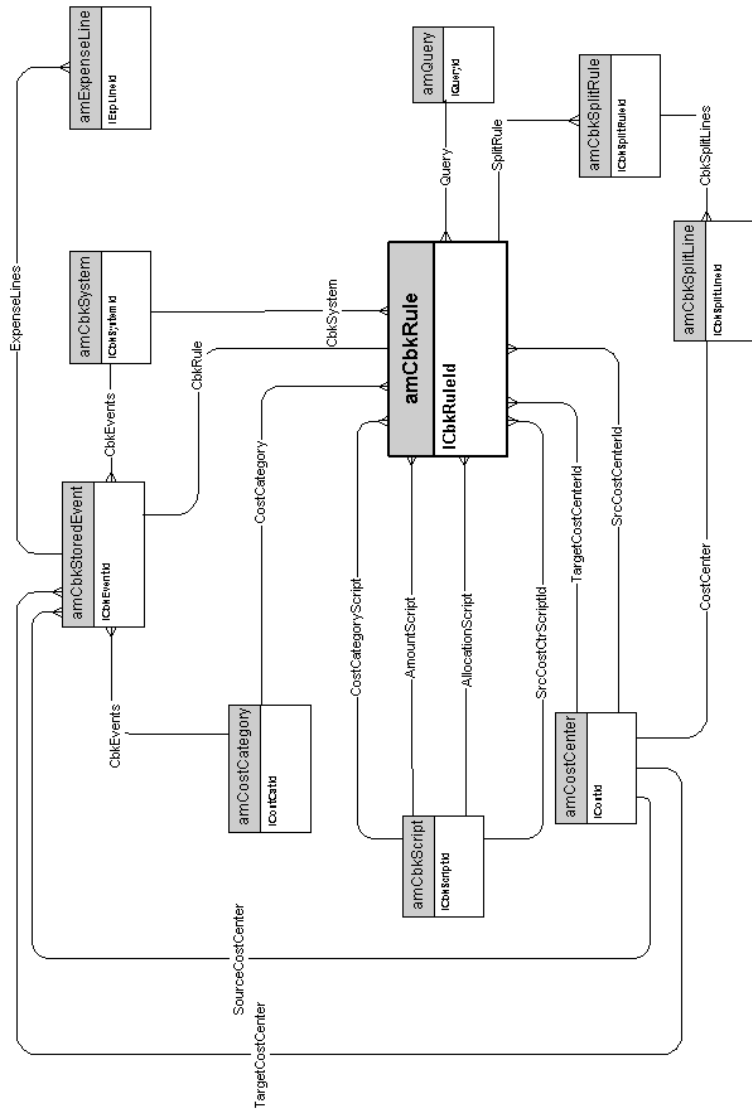 amExpenseLine
lExpLineId
ExpenseLines
amCbkSystem
lCbkSystemId
CbkEvents
CbkSystem
CbkRule
amCbkStoredEvent
lCbkEventId
CbkEvents
CostCategory
amCostCategory
lCostCatId
amQuery
lQueryId
Query
SplitRule
amCbkSplitRule
lCbkSplitRuleId
CbkSplitLines
amCbkSplitLine
lCbkSplitLineId
CostCenter
amCbkRule
lCbkRuleId
CostCategoryScript
AmountScript
AllocationScript
SrcCostCtrScriptId
TargetCostCenterId
SrcCostCenterId
amCbkScript
lCbkScriptId
amCostCenter
lCostId
SourceCostCenter
TargetCostCenter